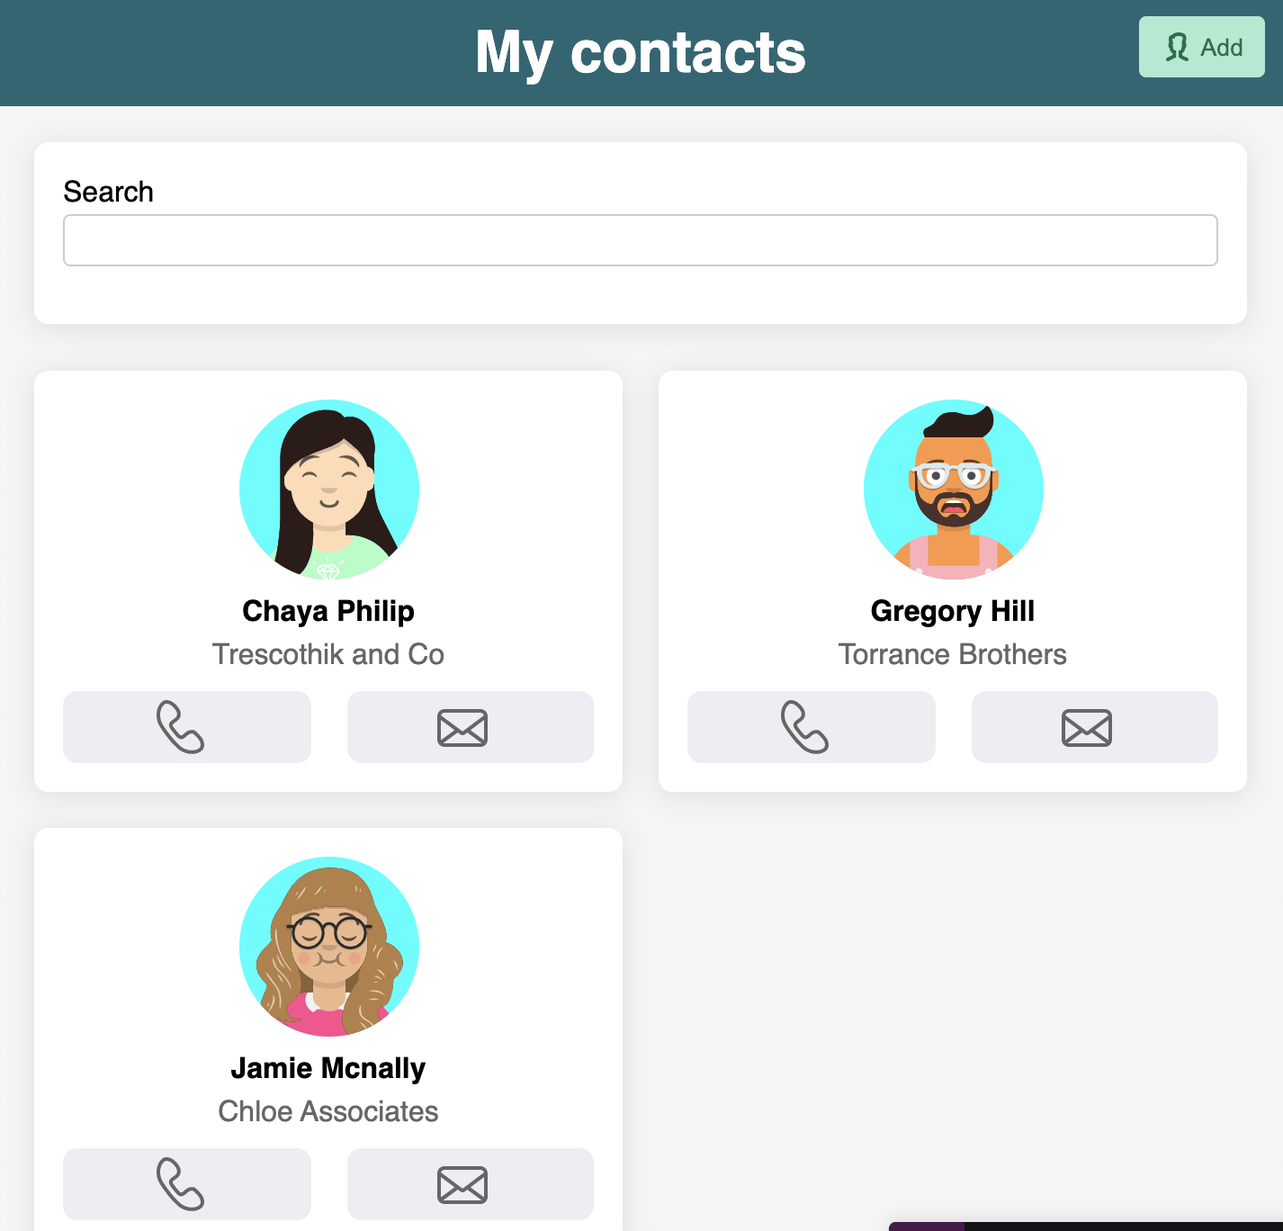 My contacts
Add
Search
Chaya Philip
Trescothik and Co
Gregory Hill
Torrance Brothers
Jamie Mcnally
Chloe Associates